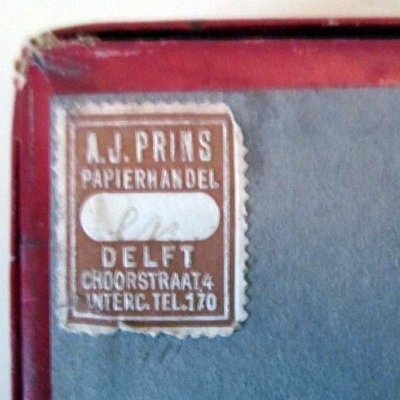 A.J. PRINS
PAPIERHANDEL
DELFT
CHOORSTRAAT.4
INTERC.TEL.170